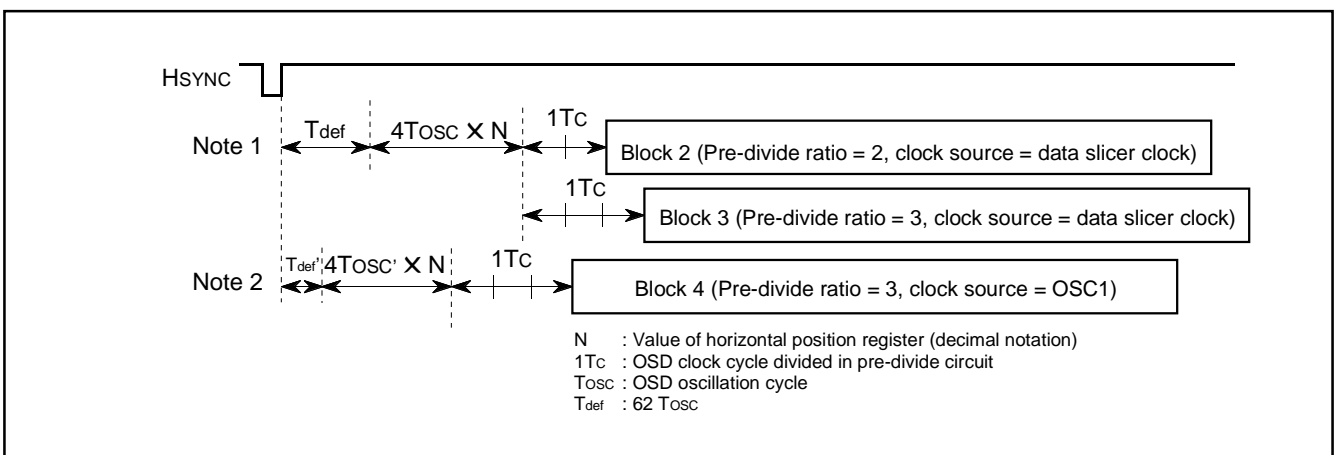 HSYNC
Note 1 Tdef 4TOSC × N 1TC
Block 2 (Pre-divide ratio = 2, clock source = data slicer clock)
1TC
Block 3 (Pre-divide ratio = 3, clock source = data slicer clock)
Note 2 Tdef' 4TOSC' × N 1TC
Block 4 (Pre-divide ratio = 3, clock source = OSC1)
N : Value of horizontal position register (decimal notation)
1TC : OSD clock cycle divided in pre-divide circuit
TOSC : OSD oscillation cycle
Tdef : 62 TOSC